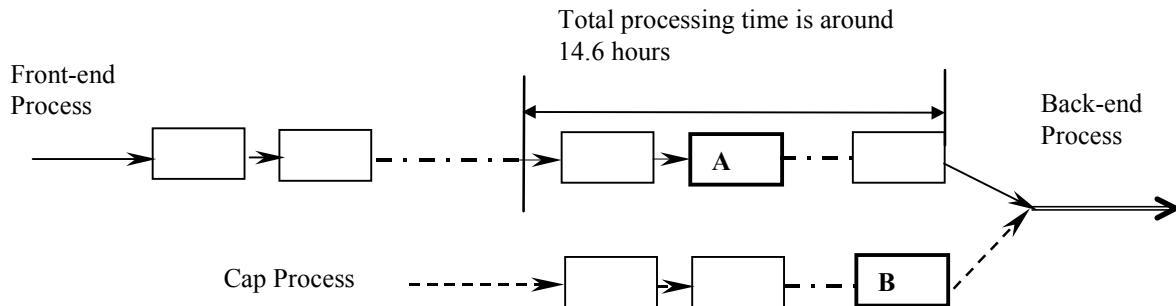 Total processing time is around
14.6 hours
Front-end
Process
Back-end
Process
A
Cap Process
B